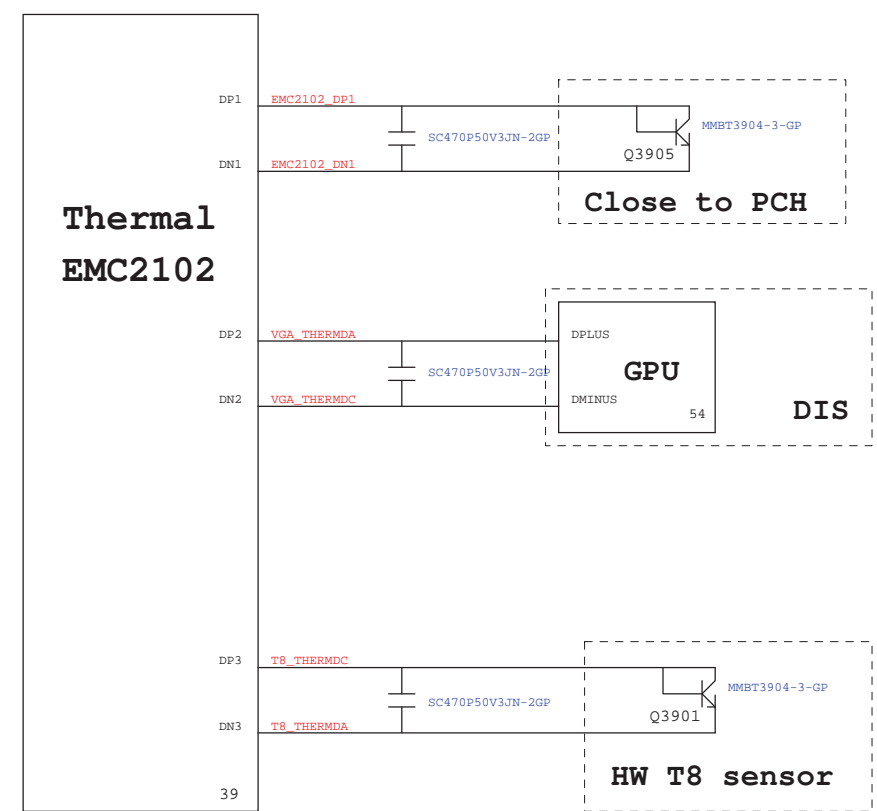 DP1 EMC2102_DP1
MMBT3904-3-GP
SC470P50V3JN-2GP
Q3905
DN1 EMC2102_DN1
Close to PCH
Thermal
EMC2102
DP2 VGA_THERMDA DPLUS
SC470P50V3JN-2GP GPU
DN2 VGA_THERMDC DMINUS
54 DIS
DP3 T8_THERMDC
MMBT3904-3-GP
SC470P50V3JN-2GP
Q3901
DN3 T8_THERMDA
HW T8 sensor
39